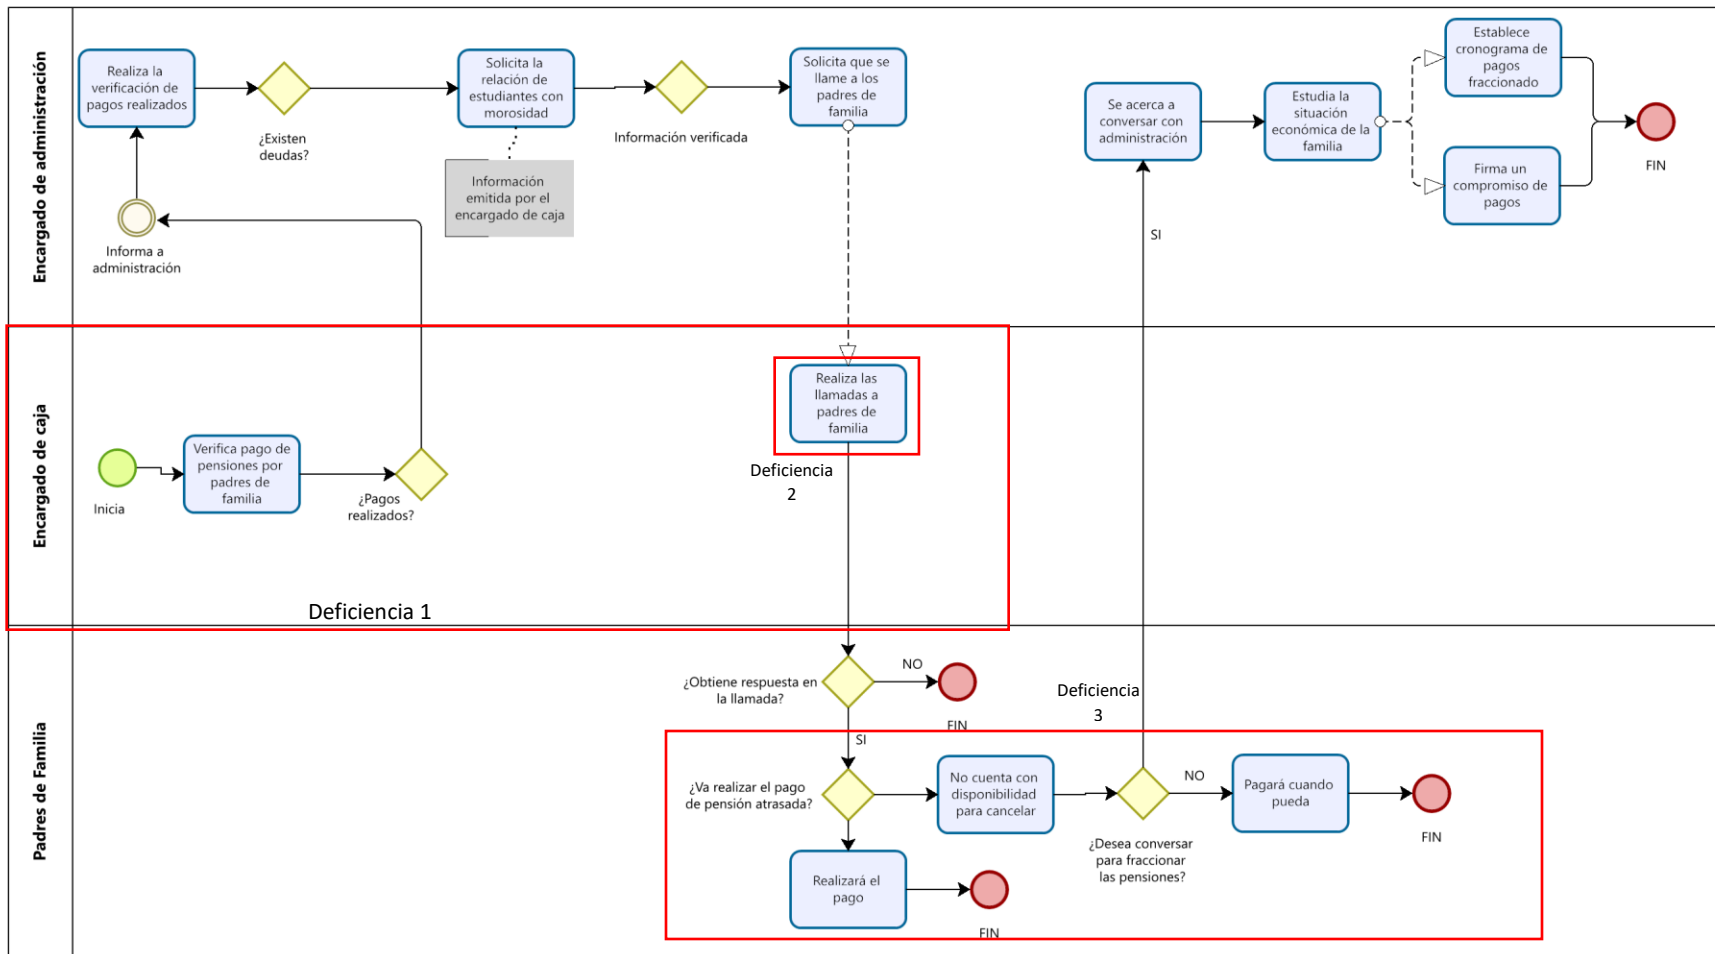 Encargado de administración
Realiza la
verificación de
pagos realizados
¿Existen
deudas?
Solicita la
relación de
estudiantes con
morosidad
Información
emitida por el
encargado de caja
Información verificada
Solicita que se
llame a los
padres de
familia
Se acerca a
conversar con
administración
Estudia la
situación
económica de la
familia
Establece
cronograma de
pagos
fraccionado
Firma un
compromiso de
pagos
FIN
Informa a
administración
SI
Encargado de caja
Inicia
Verifica pago de
pensiones por
padres de
familia
¿Pagos
realizados?
Realiza las
llamadas a
padres de
familia
Deficiencia
2
Deficiencia 1
Padres de Familia
¿Obtiene respuesta en
la llamada?
NO
FIN
SI
Deficiencia
3
¿Va realizar el pago
de pensión atrasada?
No cuenta con
disponibilidad
para cancelar
¿Desea conversar
para fraccionar
las pensiones?
NO
Pagará cuando
pueda
FIN
Realizará el
pago
FIN